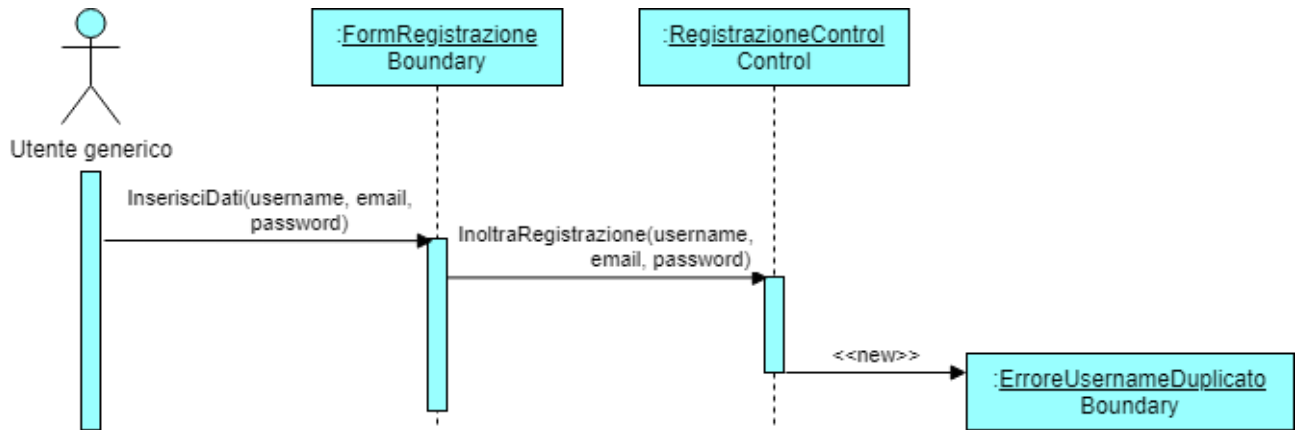 :FormRegistrazione
Boundary
:RegistrazioneControl
Control
Utente generico
InserisciDati(username, email,
password)
InoltraRegistrazione(username,
email, password)
<<new>>
:ErroreUsernameDuplicato
Boundary